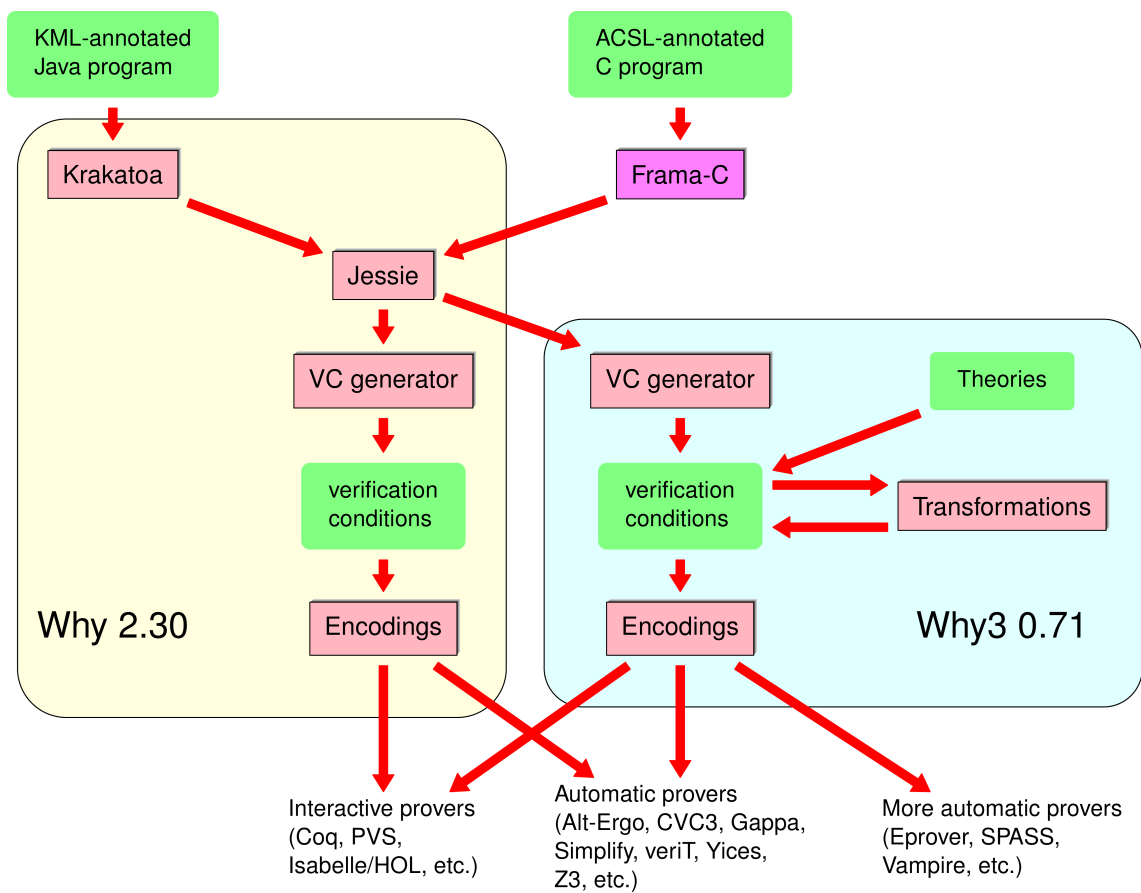 KML-annotated
Java program
ACSL-annotated
C program
Krakatoa
Frama-C
Jessie
VC generator
VC generator
Theories
verification
conditions
verification
conditions
Transformations
Encodings
Encodings
Why 2.30
Why3 0.71
Interactive provers
(Coq, PVS,
Isabelle/HOL, etc.)
Automatic provers
(Alt-Ergo, CVC3, Gappa,
Simplify, veriT, Yices,
Z3, etc.)
More automatic provers
(Eprover, SPASS,
Vampire, etc.)